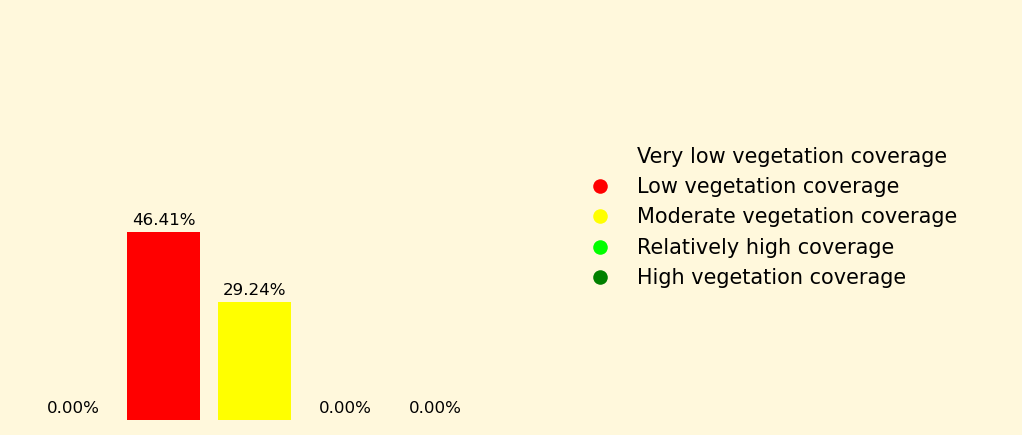 46.41%
29.24%
0.00%
0.00%
0.00%
Very low vegetation coverage
Low vegetation coverage
Moderate vegetation coverage
Relatively high coverage
High vegetation coverage